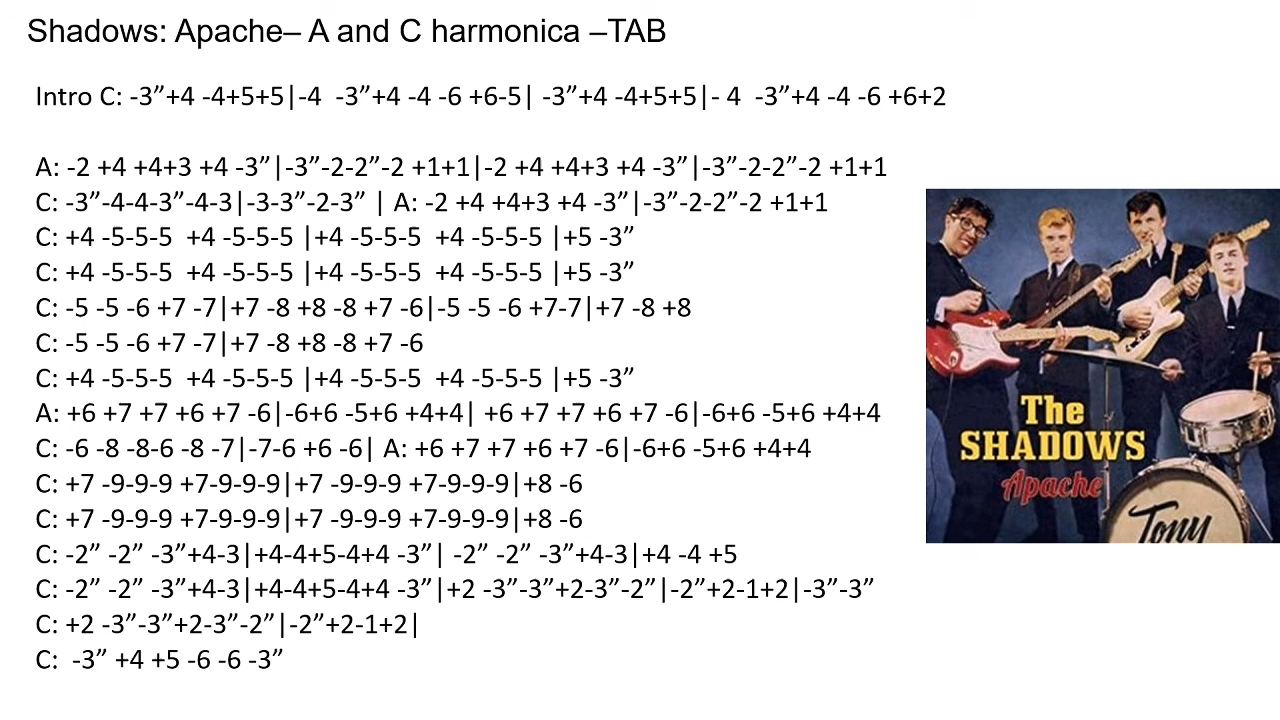 Shadows: Apache– A and C harmonica –TAB
Intro C: -3”+4 -4+5+5|-4  -3”+4 -4 -6 +6-5| -3”+4 -4+5+5|- 4  -3”+4 -4 -6 +6+2
A: -2 +4 +4+3 +4 -3”|-3”-2-2”-2 +1+1|-2 +4 +4+3 +4 -3”|-3”-2-2”-2 +1+1
C: -3”-4-4-3”-4-3|-3-3”-2-3” | A: -2 +4 +4+3 +4 -3”|-3”-2-2”-2 +1+1
C: +4 -5-5-5  +4 -5-5-5 |+4 -5-5-5  +4 -5-5-5 |+5 -3”
C: +4 -5-5-5  +4 -5-5-5 |+4 -5-5-5  +4 -5-5-5 |+5 -3”
C: -5 -5 -6 +7 -7|+7 -8 +8 -8 +7 -6|-5 -5 -6 +7-7|+7 -8 +8
C: -5 -5 -6 +7 -7|+7 -8 +8 -8 +7 -6
C: +4 -5-5-5  +4 -5-5-5 |+4 -5-5-5  +4 -5-5-5 |+5 -3”
A: +6 +7 +7 +6 +7 -6|-6+6 -5+6 +4+4| +6 +7 +7 +6 +7 -6|-6+6 -5+6 +4+4
C: -6 -8 -8-6 -8 -7|-7-6 +6 -6| A: +6 +7 +7 +6 +7 -6|-6+6 -5+6 +4+4
C: +7 -9-9-9 +7-9-9-9|+7 -9-9-9 +7-9-9-9|+8 -6
C: +7 -9-9-9 +7-9-9-9|+7 -9-9-9 +7-9-9-9|+8 -6
C: -2” -2” -3”+4-3|+4-4+5-4+4 -3”| -2” -2” -3”+4-3|+4 -4 +5
C: -2” -2” -3”+4-3|+4-4+5-4+4 -3”|+2 -3”-3”+2-3”-2”|-2”+2-1+2|-3”-3”
C: +2 -3”-3”+2-3”-2”|-2”+2-1+2|
C:  -3” +4 +5 -6 -6 -3”
The
SHADOWS
Apache
Tony